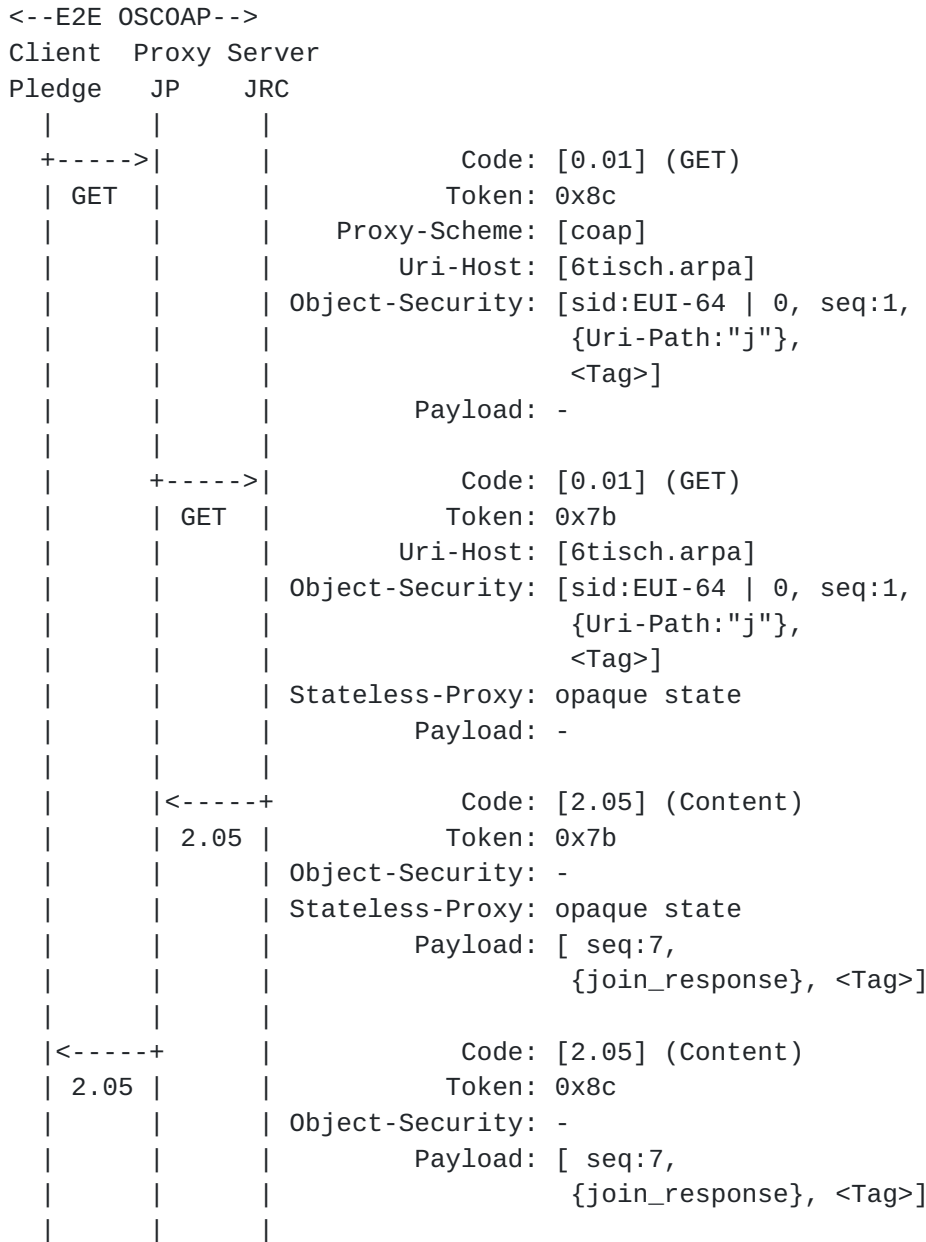 <--E2E OSCOAP-->
Client  Proxy Server
Pledge   JP    JRC
  |      |      |
  +----->|      |            Code: [0.01] (GET)
  | GET  |      |           Token: 0x8c
  |      |      |    Proxy-Scheme: [coap]
  |      |      |        Uri-Host: [6tisch.arpa]
  |      |      | Object-Security: [sid:EUI-64 | 0, seq:1,
  |      |      |                   {Uri-Path:"j"},
  |      |      |                   <Tag>]
  |      |      |         Payload: -
  |      |      |
  |      +----->|            Code: [0.01] (GET)
  |      | GET  |           Token: 0x7b
  |      |      |        Uri-Host: [6tisch.arpa]
  |      |      | Object-Security: [sid:EUI-64 | 0, seq:1,
  |      |      |                   {Uri-Path:"j"},
  |      |      |                   <Tag>]
  |      |      | Stateless-Proxy: opaque state
  |      |      |         Payload: -
  |      |      |
  |      |<-----+            Code: [2.05] (Content)
  |      | 2.05 |           Token: 0x7b
  |      |      | Object-Security: -
  |      |      | Stateless-Proxy: opaque state
  |      |      |         Payload: [ seq:7,
  |      |      |                   {join_response}, <Tag>]
  |      |      |
  |<-----+      |            Code: [2.05] (Content)
  | 2.05 |      |           Token: 0x8c
  |      |      | Object-Security: -
  |      |      |         Payload: [ seq:7,
  |      |      |                   {join_response}, <Tag>]
  |      |      |